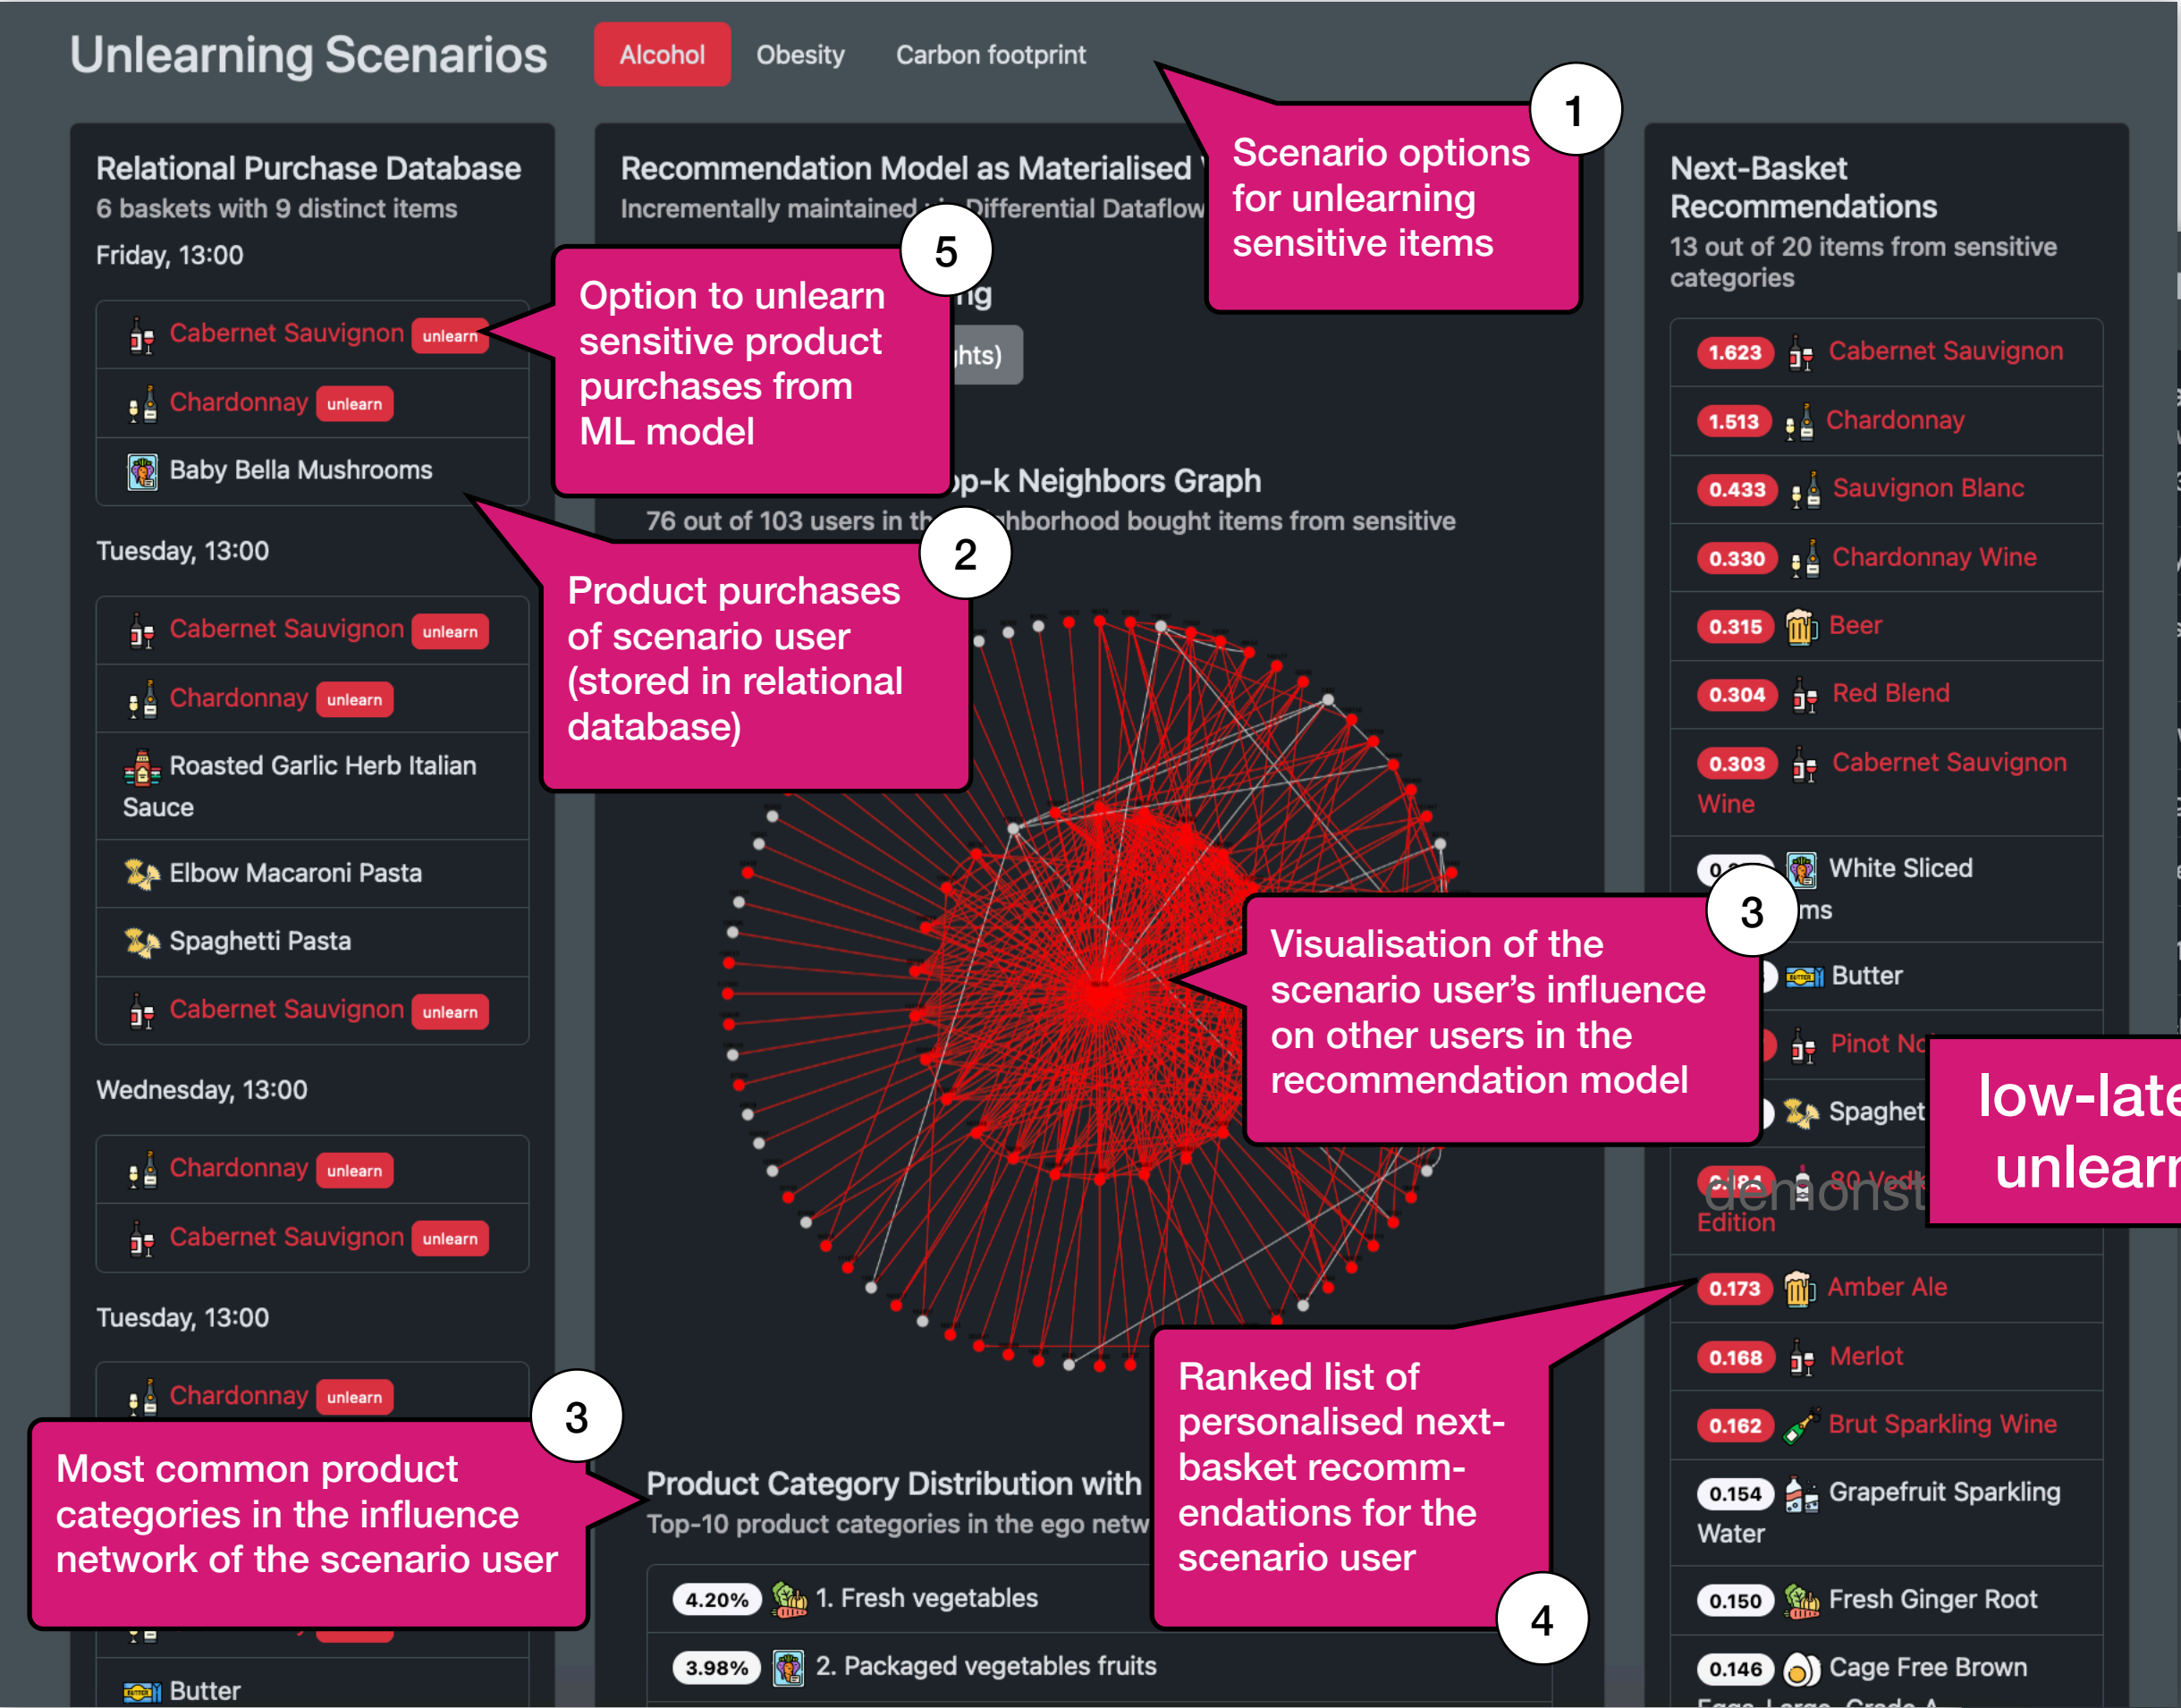 Unlearning Scenarios
Alcohol
Obesity
Carbon footprint
1
Scenario options
for unlearning
sensitive items
Relational Purchase Database
6 baskets with 9 distinct items
Friday, 13:00
Cabernet Sauvignon unlearn
Chardonnay unlearn
Baby Bella Mushrooms
Tuesday, 13:00
Cabernet Sauvignon unlearn
Chardonnay unlearn
Roasted Garlic Herb Italian
Sauce
Elbow Macaroni Pasta
Spaghetti Pasta
Cabernet Sauvignon unlearn
Wednesday, 13:00
Chardonnay unlearn
Cabernet Sauvignon unlearn
Tuesday, 13:00
Chardonnay unlearn
Butter
3
Most common product
categories in the influence
network of the scenario user
Recommendation Model as Materialised
Incrementally maintained Differential Dataflow
5
Option to unlearn
sensitive product
purchases from
ML model
Neighbors Graph
76 out of 103 users in bought items from sensitive
2
Product purchases
of scenario user
(stored in relational
database)
3
Visualisation of the
scenario user's influence
on other users in the
recommendation model
Product Category Distribution with
Top-10 product categories in the ego
4.20% 1. Fresh vegetables
3.98% 2. Packaged vegetables fruits
Ranked list of
personalised next-
basket recomm-
endations for the
scenario user
4
Next-Basket
Recommendations
13 out of 20 items from sensitive
categories
1.623 Cabernet Sauvignon
1.513 Chardonnay
0.433 Sauvignon Blanc
0.330 Chardonnay Wine
0.315 Beer
0.304 Red Blend
0.303 Cabernet Sauvignon
Wine
White Sliced
Butter
Pinot
80
Edition
0.173 Amber Ale
0.168 Merlot
0.162 Brut Sparkling Wine
0.154 Grapefruit Sparkling
Water
0.150 Fresh Ginger Root
0.146 Cage Free Brown